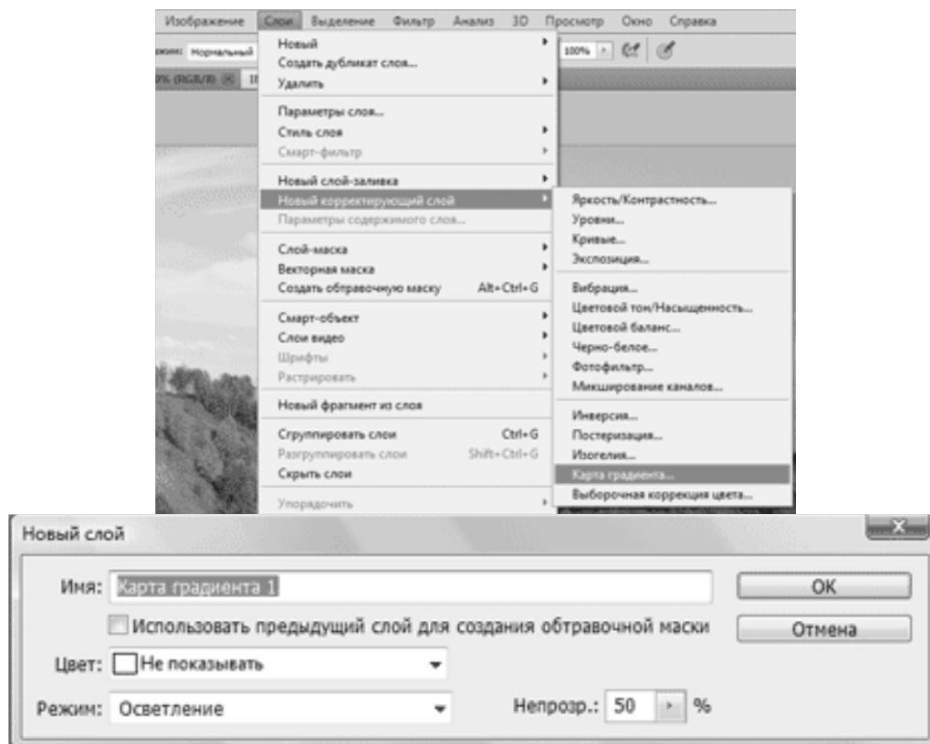 Изображение Слои Выделение Фильтр Анализ 3D Просмотр Окно Справка
Нормальный 100%
(RGB/8)
Новый
Создать дубликат слоя...
Удалить
Параметры слоя...
Стиль слоя
Смарт-фильтр
Новый слой-заливка
Новый корректирующий слой
Параметры содержимого слоя...
Слой-маска
Векторная маска
Создать обтравочную маску Alt+Ctrl+G
Смарт-объект
Слои видео
Шрифты
Растрировать
Новый фрагмент из слоя
Сгруппировать слои Ctrl+G
Разгруппировать слои Shift+Ctrl+G
Скрыть слои
Упорядочить
Яркость/Контрастность...
Уровни...
Кривые...
Экспозиция...
Вибрация...
Цветовой тон/Насыщенность...
Цветовой баланс...
Черно-белое...
Фотофильтр...
Микширование каналов...
Инверсия...
Постеризация...
Изогелия...
Карта градиента...
Выборочная коррекция цвета...
Новый слой
Имя: Карта градиента 1 OK
Использовать предыдущий слой для создания обтравочной маски Отмена
Цвет: Не показывать
Режим: Осветление Непрозр.: 50 %